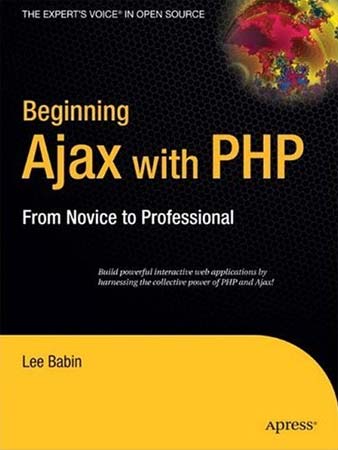 THE EXPERT'S VOICE® IN OPEN SOURCE
Beginning
Ajax with PHP
From Novice to Professional
Build powerful interactive web applications by
harnessing the collective power of PHP and Ajax!
Lee Babin
Apress®